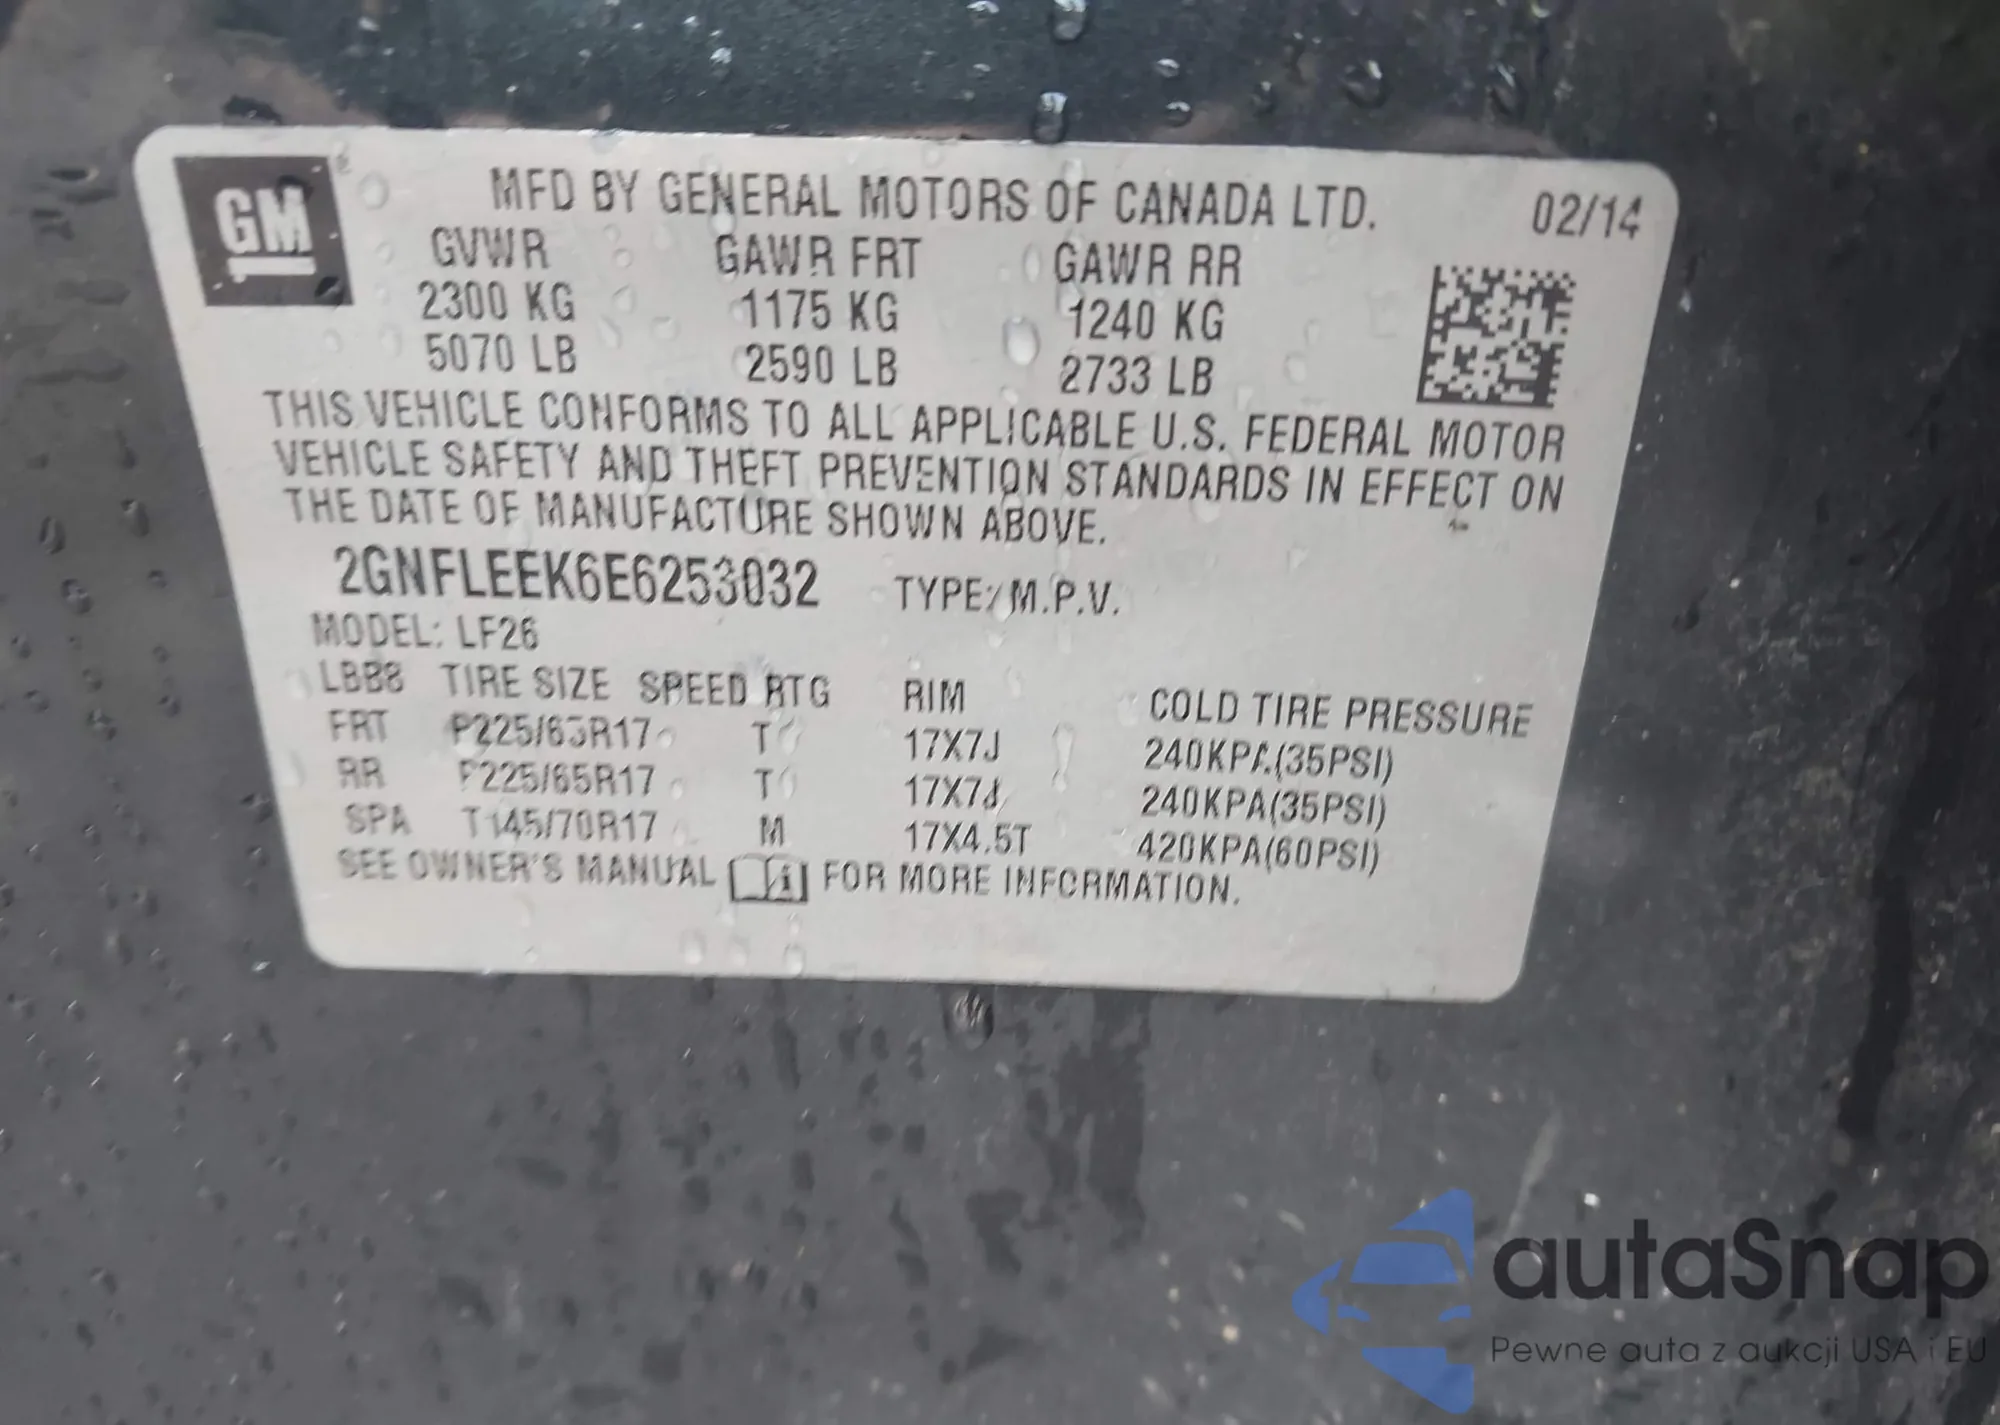 GM
MFD BY GENERAL MOTORS OF CANADA LTD. 02/14
GVWR GAWR FRT GAWR RR
2300 KG 1175 KG 1240 KG
5070 LB 2590 LB 2733 LB
THIS VEHICLE CONFORMS TO ALL APPLICABLE U.S. FEDERAL MOTOR
VEHICLE SAFETY AND THEFT PREVENTION STANDARDS IN EFFECT ON
THE DATE OF MANUFACTURE SHOWN ABOVE.
2GNFLEEK6E6253032 TYPE: M.P.V.
MODEL: LF26
TIRE SIZE SPEED RTG RIM COLD TIRE PRESSURE
FRT P225/65R17 T 17X7J 240KPA(35PSI)
RR P225/65R17 T 17X7J 240KPA(35PSI)
SPA T145/70R17 M 17X4.5T 420KPA(60PSI)
SEE OWNER'S MANUAL FOR MORE INFORMATION.
autaSnap
Pewne auta z aukcji USA i EU